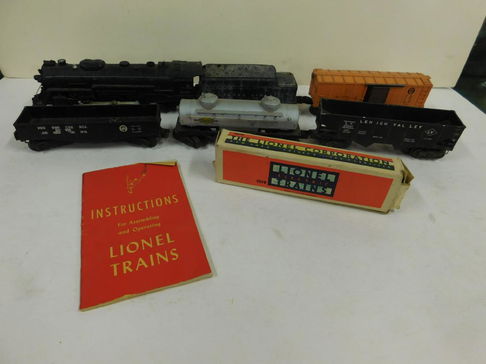 LEHIGH VALLEY
THE LIONEL CORPORATION
LIONEL
TRAINS
INSTRUCTIONS
For Assembling
and Operating
LIONEL
TRAINS